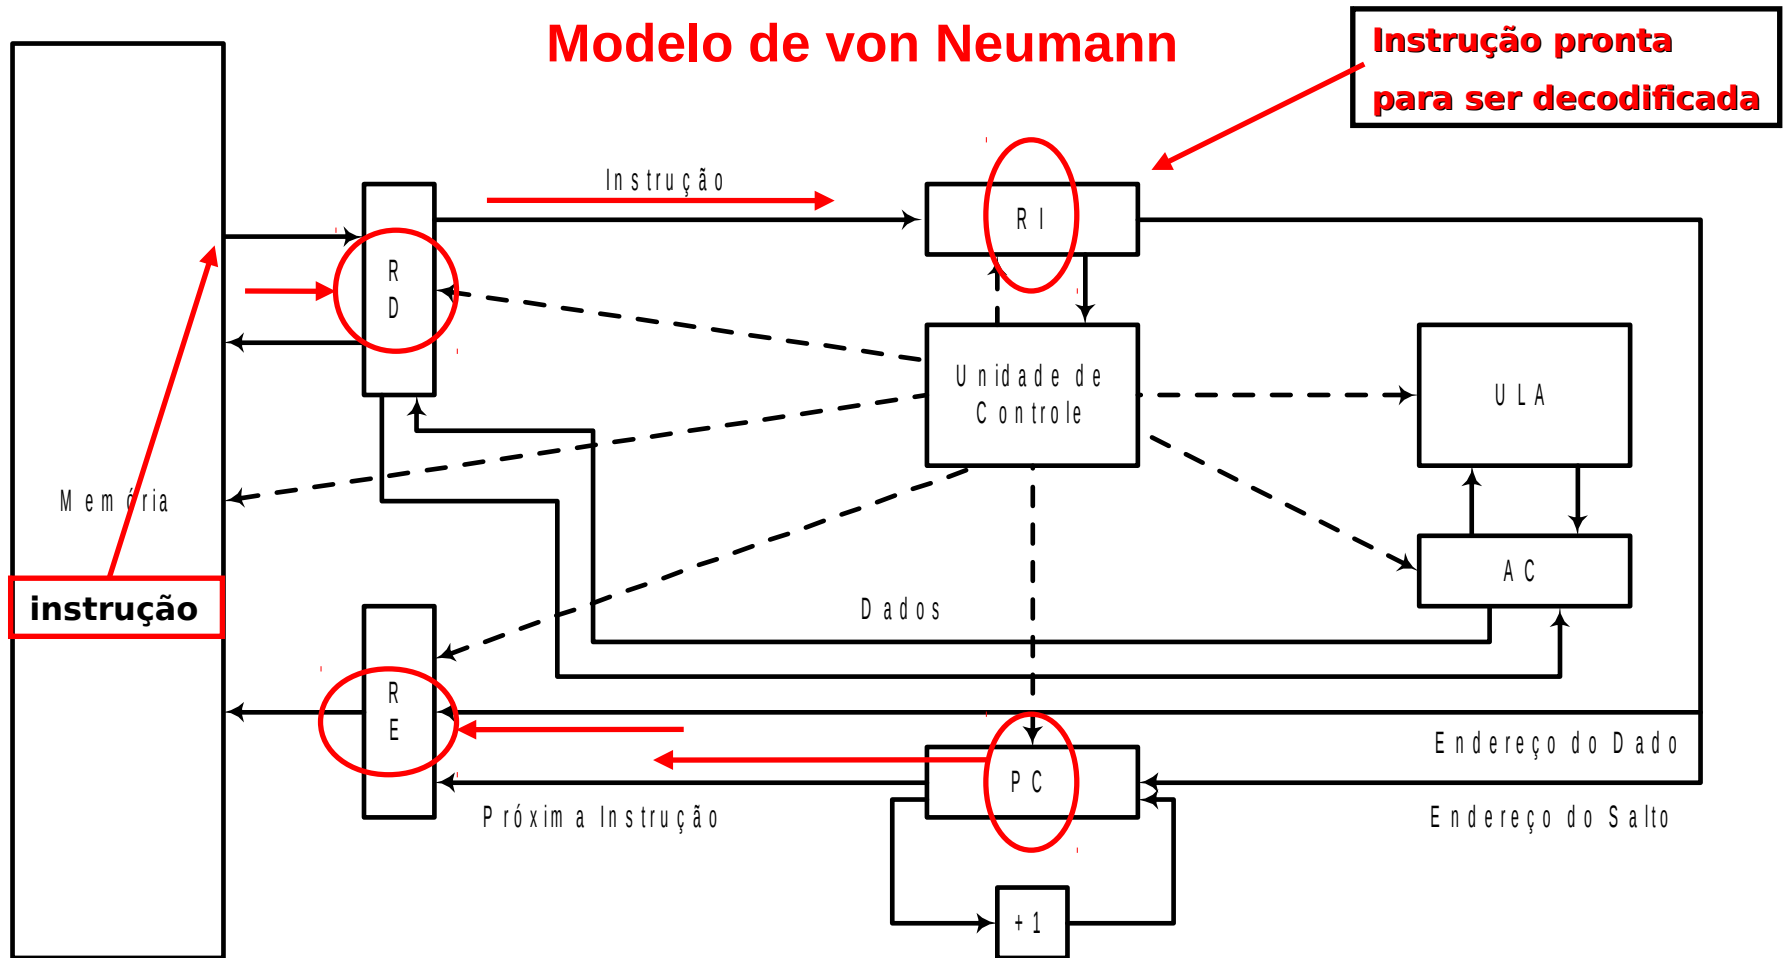 Modelo de von Neumann
Instrução pronta
para ser decodificada
Instrução
RI
R
D
Unidade de
Controle
ULA
Memória
AC
instrução
Dados
R
E
Endereço do Dado
PC
Próxima Instrução
Endereço do Salto
+1